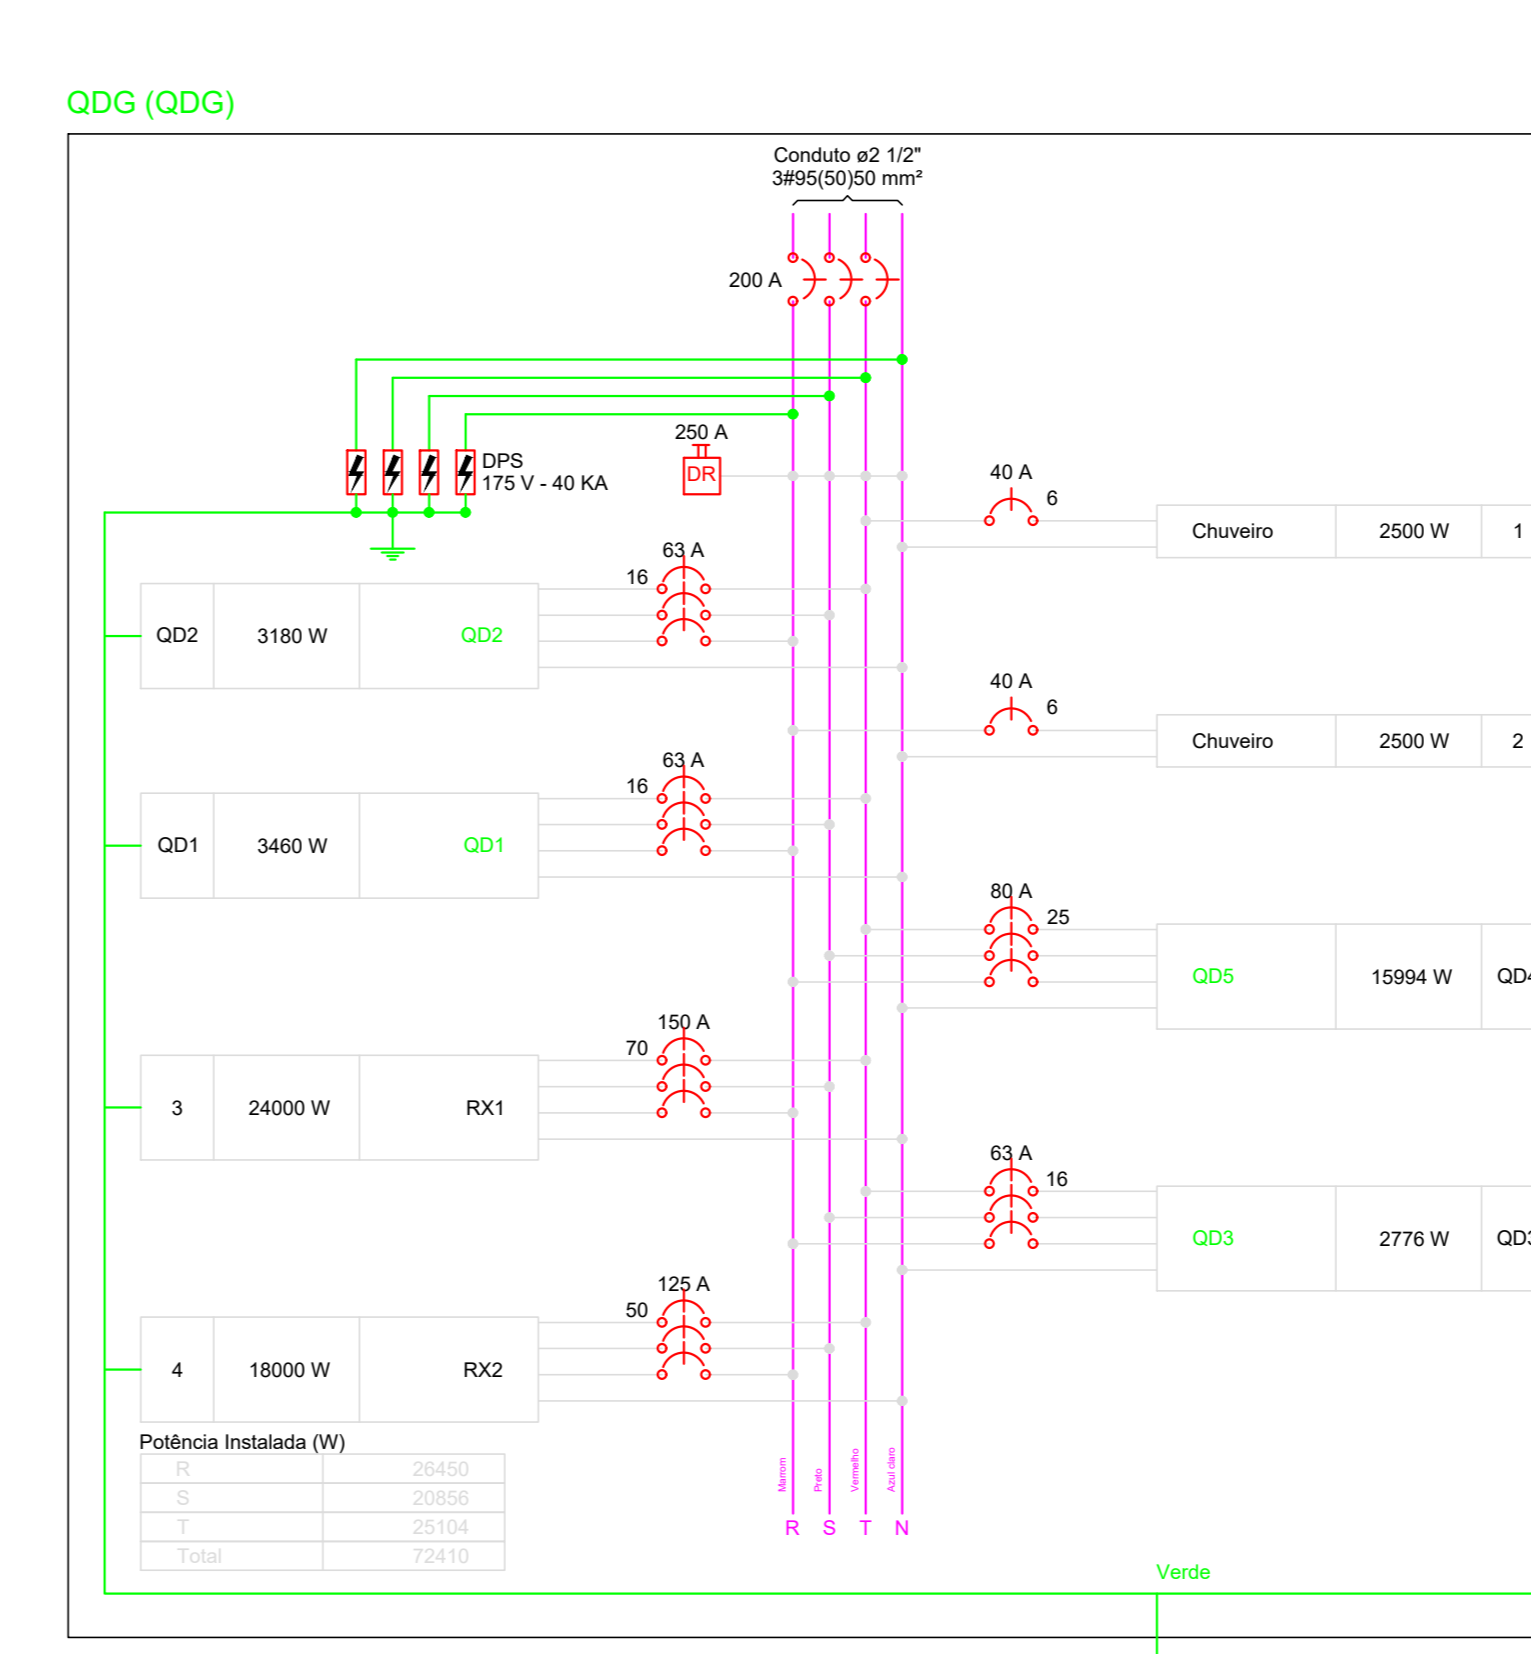 QDG (QDG)
Conduto ø2 1/2"
3#95(50)50 mm²
200 A
DPS
175 V - 40 KA
250 A
DR
40 A
6
Chuveiro 2500 W 1
63 A
16
QD2 3180 W QD2
40 A
6
Chuveiro 2500 W 2
63 A
16
QD1 3460 W QD1
80 A
25
QD5 15994 W QD4
150 A
70
3 24000 W RX1
63 A
16
QD3 2776 W QD3
125 A
50
4 18000 W RX2
Potência Instalada (W)
R 26450
S 20856
T 25104
Total 72410
Marrom
Preto
Vermelho
Azul claro
R S T N
Verde